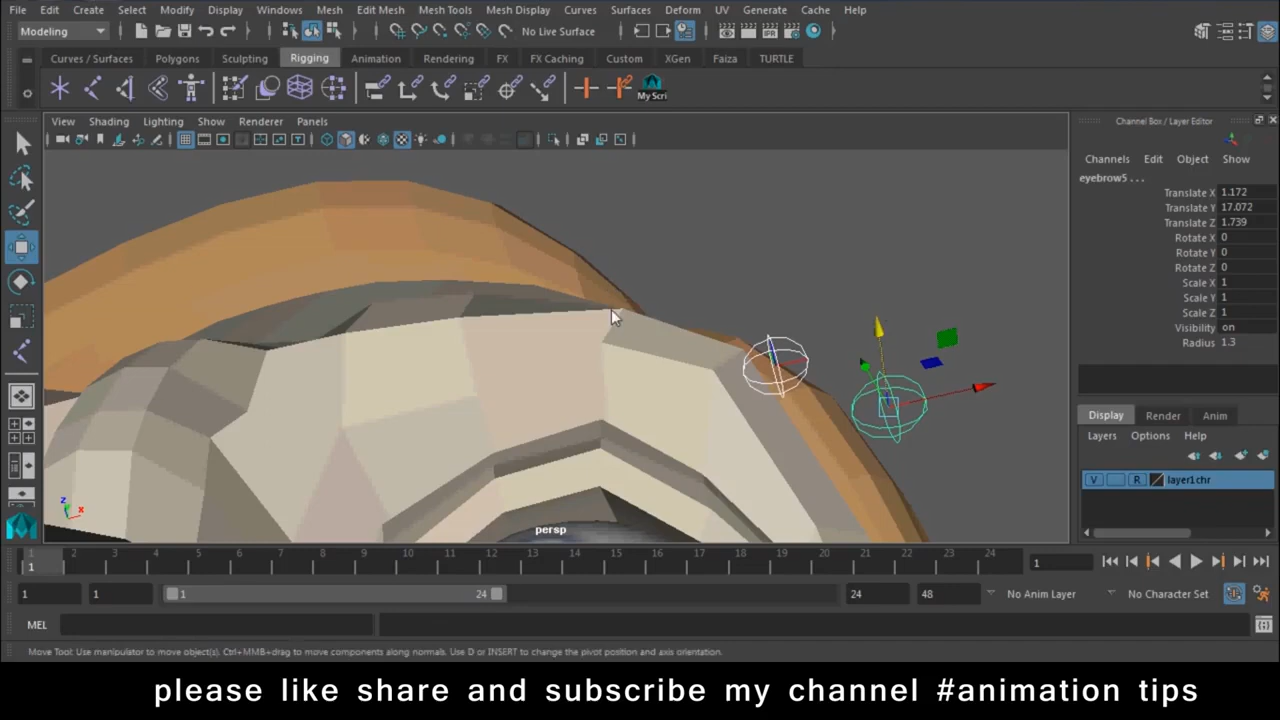 File Edit Create Select Modify Display Windows Mesh Edit Mesh Mesh Tools Mesh Display Curves Surfaces Deform UV Generate Cache Help
Modeling No Live Surface
Curves / Surfaces Polygons Sculpting Rigging Animation Rendering FX FX Caching Custom XGen Faiza TURTLE
My Scri
View Shading Lighting Show Renderer Panels
Channel Box / Layer Editor
Channels Edit Object Show
eyebrow5 . . .
Translate X 1.172
Translate Y 17.072
Translate Z 1.739
Rotate X 0
Rotate Y 0
Rotate Z 0
Scale X 1
Scale Y 1
Scale Z 1
Visibility on
Radius 1.3
Display Render Anim
Layers Options Help
V R layer1chr
z x
persp
1 2 3 4 5 6 7 8 9 10 11 12 13 14 15 16 17 18 19 20 21 22 23 24
1 1
1 1 1 24 24 48 No Anim Layer No Character Set
MEL
Move Tool: Use manipulator to move object(s). Ctrl+MMB+drag to move components along normals. Use D or INSERT to change the pivot position and axis orientation.
please like share and subscribe my channel #animation tips